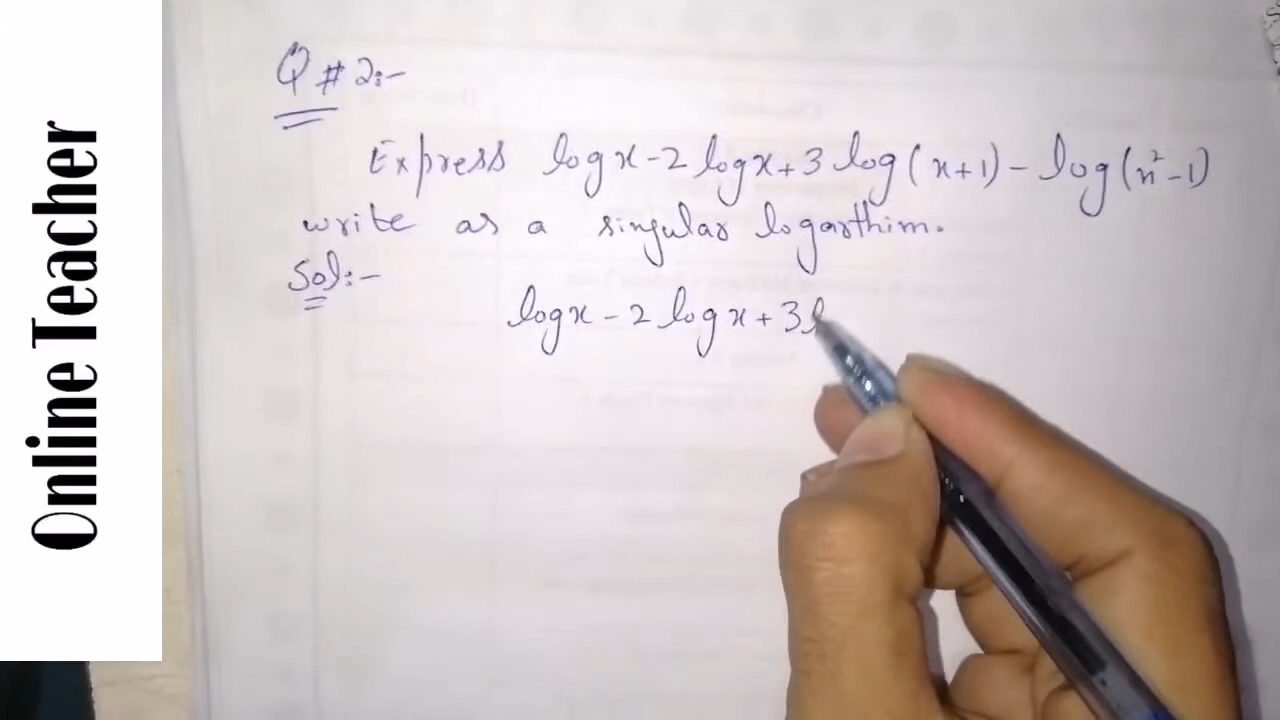 Online Teacher
Q # 2:-
Express log x - 2 log x + 3 log (x+1) - log (x² - 1)
write as a singular logarthim.
Sol:-
log x - 2 log x + 3 l